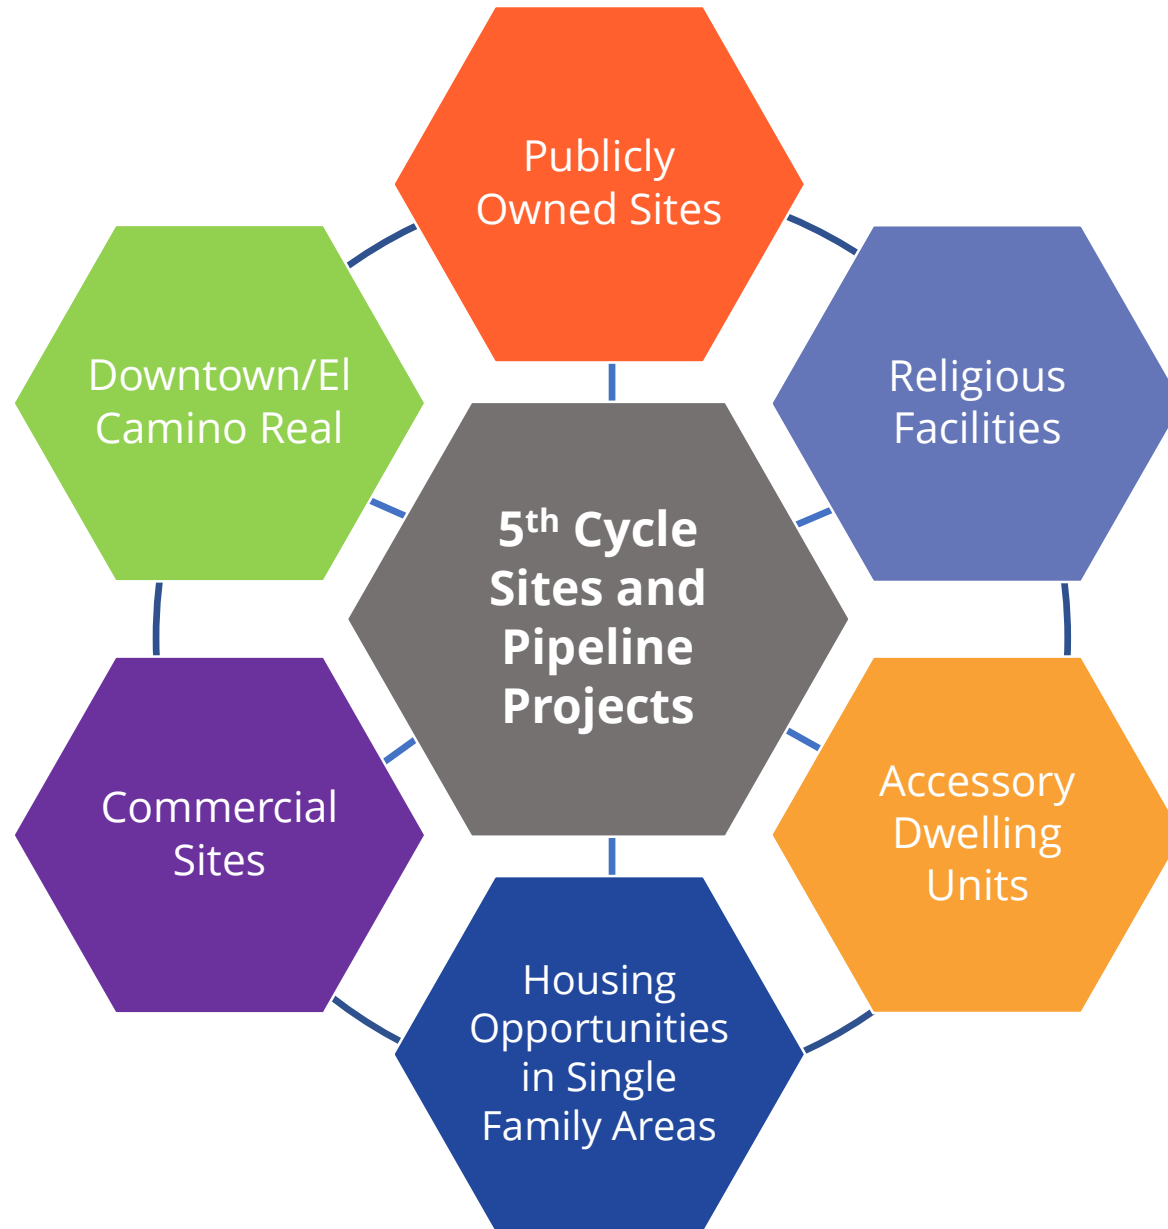 Publicly
Owned Sites
Downtown/El
Camino Real
Religious
Facilities
5th Cycle
Sites and
Pipeline
Projects
Commercial
Sites
Accessory
Dwelling
Units
Housing
Opportunities
in Single
Family Areas